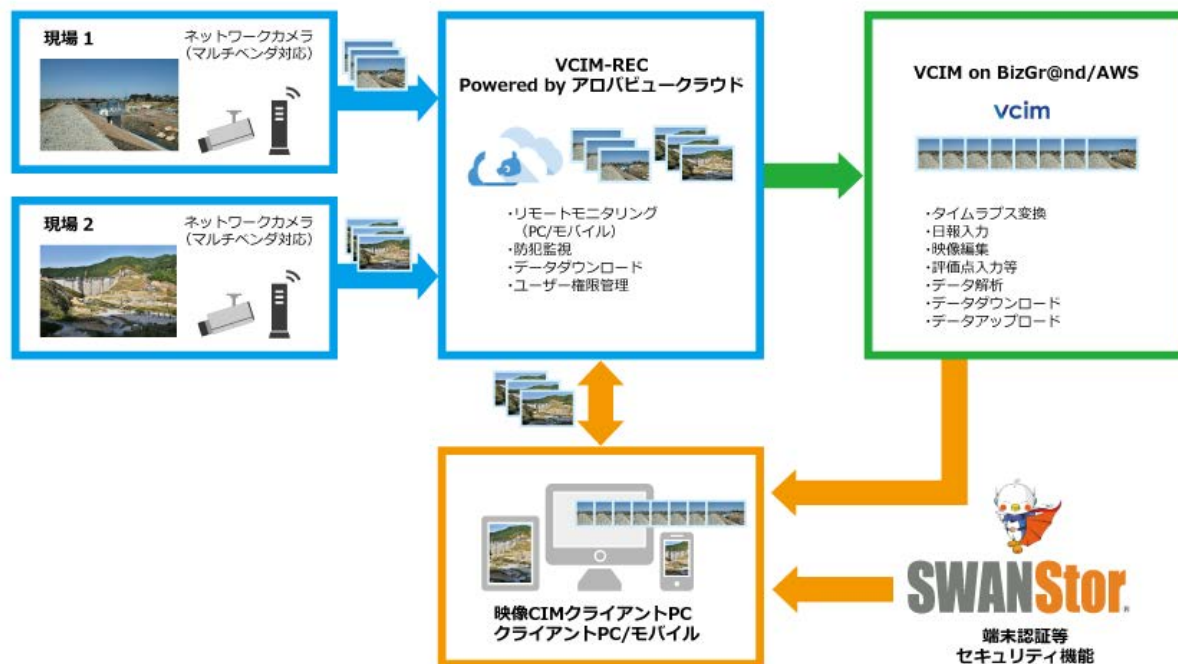 現場 1
ネットワークカメラ
(マルチベンダ対応)
現場 2
ネットワークカメラ
(マルチベンダ対応)
VCIM-REC
Powered by アロバビュークラウド
・リモートモニタリング
(PC/モバイル)
・防犯監視
・データダウンロード
・ユーザー権限管理
VCIM on BizGr@nd/AWS
vcim
・タイムラプス変換
・日報入力
・映像編集
・評価点入力等
・データ解析
・データダウンロード
・データアップロード
映像CIMクライアントPC
クライアントPC/モバイル
SWANStor®
端末認証等
セキュリティ機能